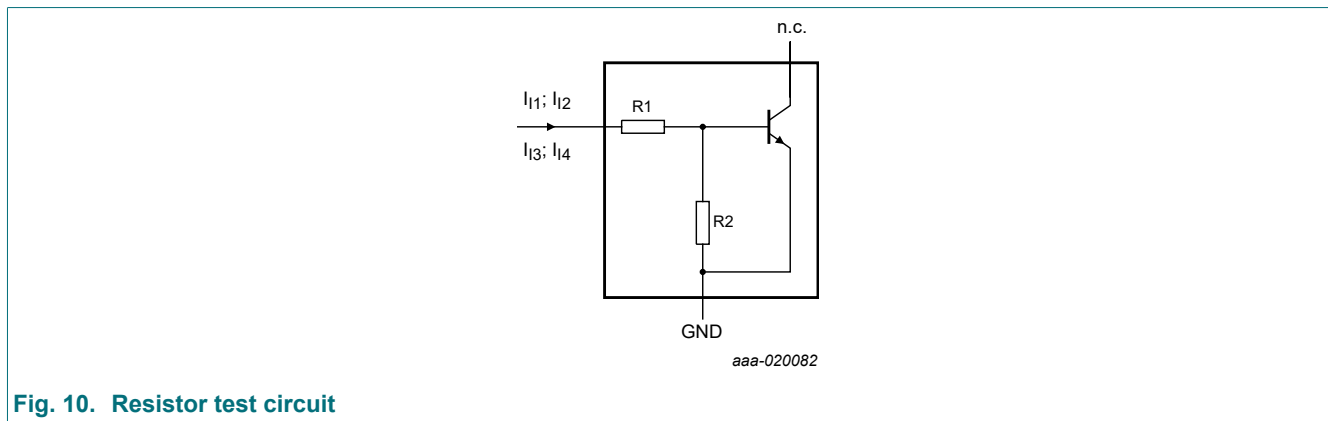 n.c.
I_I1; I_I2
R1
I_I3; I_I4
R2
GND
aaa-020082
Fig. 10. Resistor test circuit